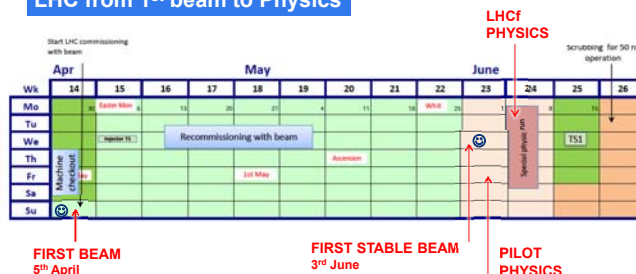 LHC from 1st beam to Physics
LHCf
PHYSICS
Start LHC commissioning
with beam
Scrubbing for 50 n
operation
Apr May June
Wk 14 15 16 17 18 19 20 21 22 23 24 25 26
Mo 30 Easter Mon 6 13 20 27 4 11 18 Whit 25 1 8 15
Tu
We Injector TS Recommissioning with beam TS1
Th Ascension
Fr 1st May
Sa
Su
Machine
checkout
Special physic run
FIRST BEAM
5th April
FIRST STABLE BEAM
3rd June
PILOT
PHYSICS